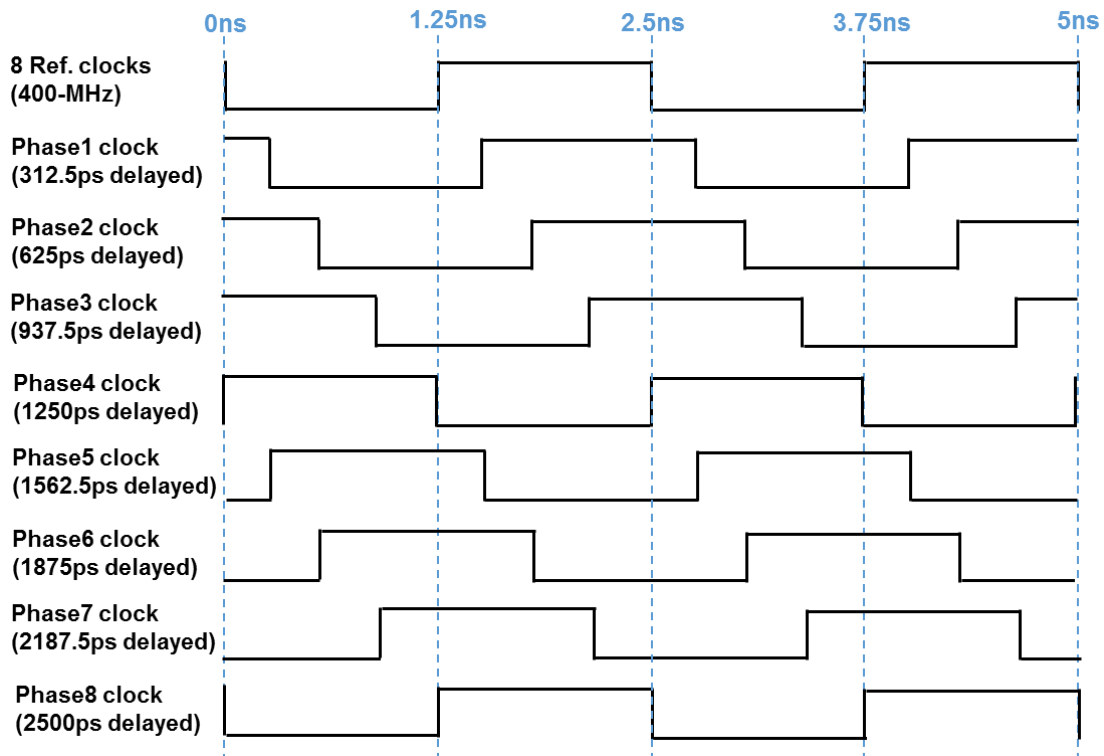 0ns 1.25ns 2.5ns 3.75ns 5ns
8 Ref. clocks
(400-MHz)
Phase1 clock
(312.5ps delayed)
Phase2 clock
(625ps delayed)
Phase3 clock
(937.5ps delayed)
Phase4 clock
(1250ps delayed)
Phase5 clock
(1562.5ps delayed)
Phase6 clock
(1875ps delayed)
Phase7 clock
(2187.5ps delayed)
Phase8 clock
(2500ps delayed)